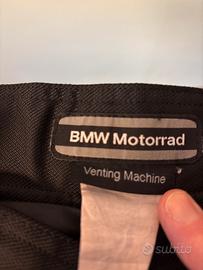 BMW Motorrad
Venting Machine
subito